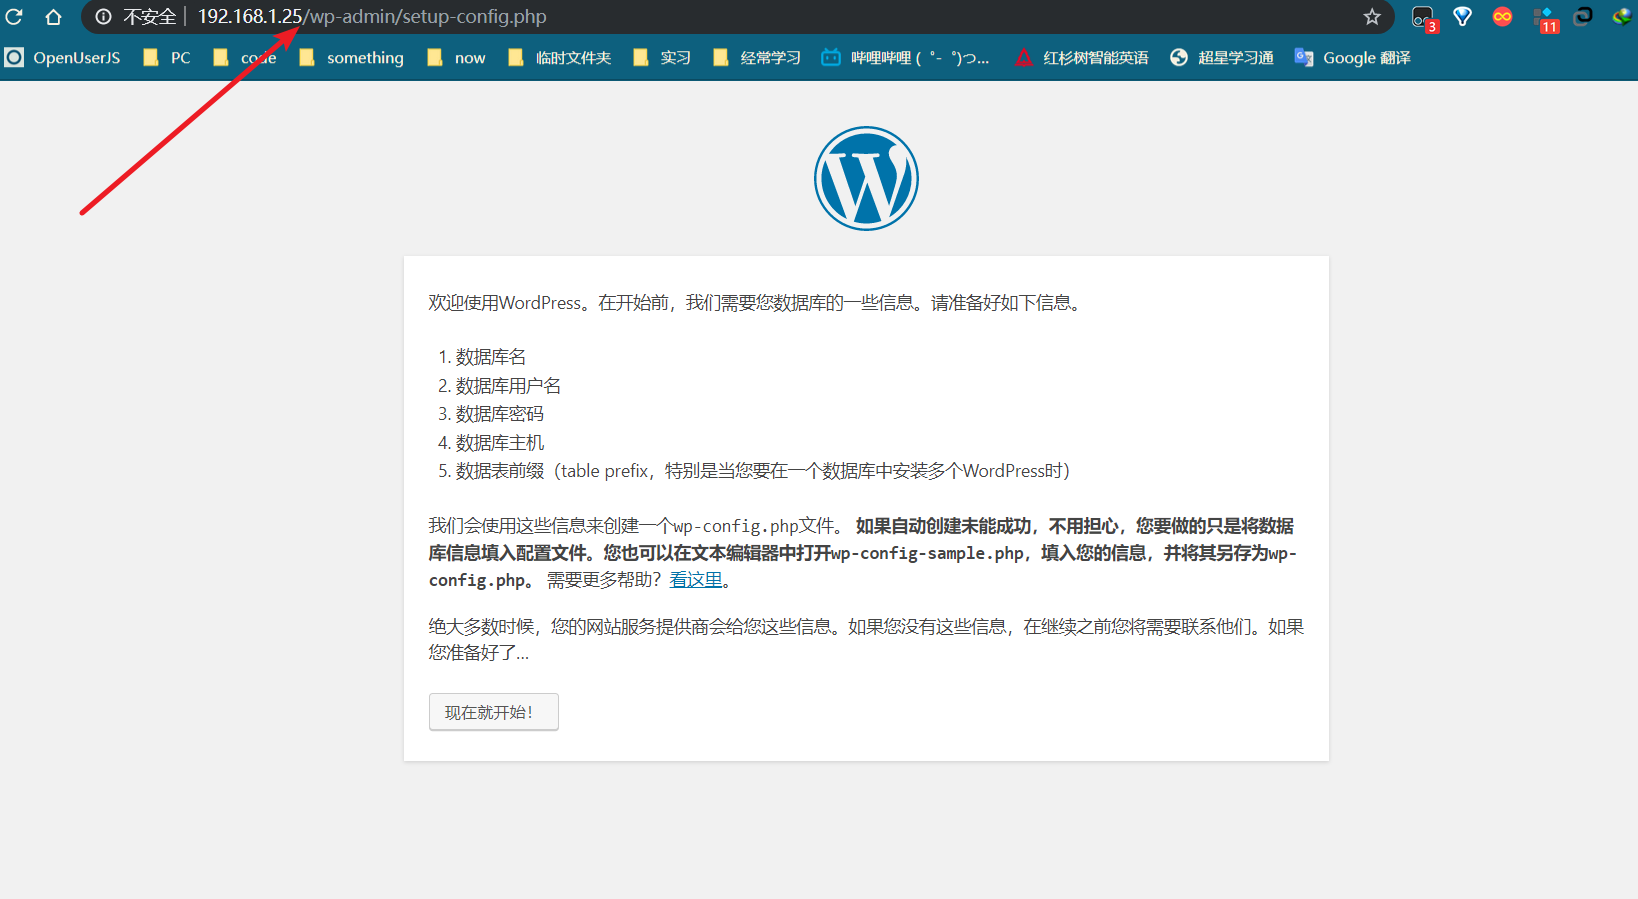 不安全 192.168.1.25/wp-admin/setup-config.php
3 11
OpenUserJS PC code something now 临时文件夹 实习 经常学习 哔哩哔哩 (゜-゜)つ... 红杉树智能英语 超星学习通 Google 翻译
欢迎使用WordPress。在开始前，我们需要您数据库的一些信息。请准备好如下信息。
1. 数据库名
2. 数据库用户名
3. 数据库密码
4. 数据库主机
5. 数据表前缀（table prefix，特别是当您要在一个数据库中安装多个WordPress时）
我们会使用这些信息来创建一个wp-config.php文件。 如果自动创建未能成功，不用担心，您要做的只是将数据
库信息填入配置文件。您也可以在文本编辑器中打开wp-config-sample.php，填入您的信息，并将其另存为wp-
config.php。 需要更多帮助？看这里。
绝大多数时候，您的网站服务提供商会给您这些信息。如果您没有这些信息，在继续之前您将需要联系他们。如果
您准备好了...
现在就开始！